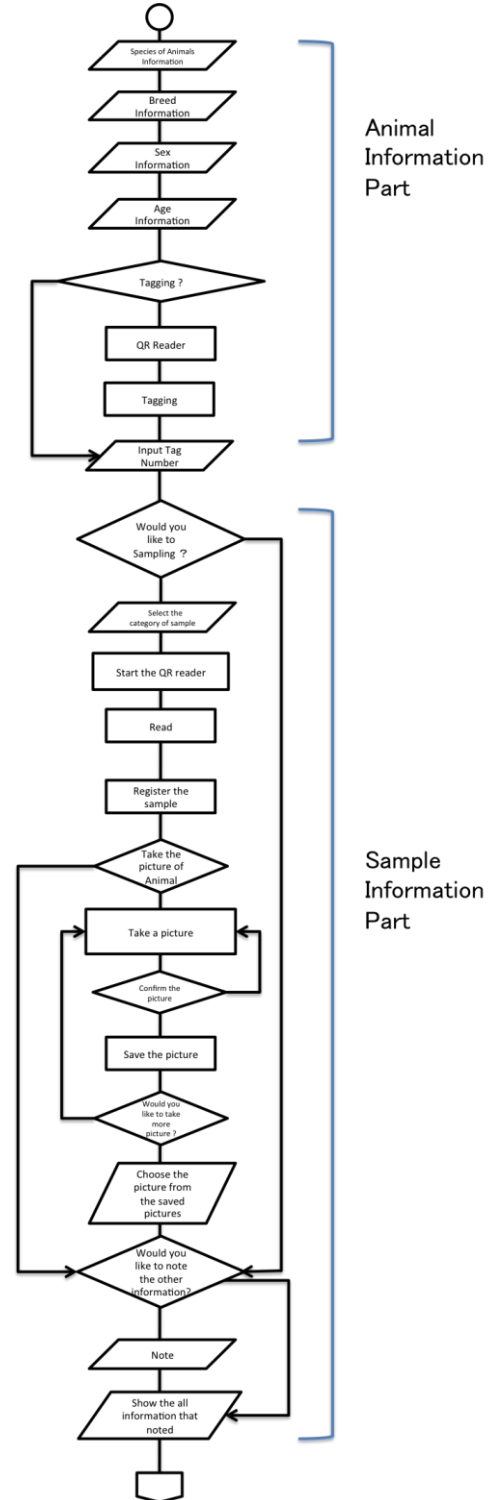 Species of Animals
Information
Breed
Information
Sex
Information
Age
Information
Tagging ?
QR Reader
Tagging
Input Tag
Number
Animal
Information
Part
Would you
like to
Sampling ？
Select the
category of sample
Start the QR reader
Read
Register the
sample
Take the
picture of
Animal
Take a picture
Confirm the
picture
Save the picture
Would you
like to take
more
picture ?
Choose the
picture from
the saved
pictures
Would you
like to note
the other
information?
Note
Show the all
information that
noted
Sample
Information
Part